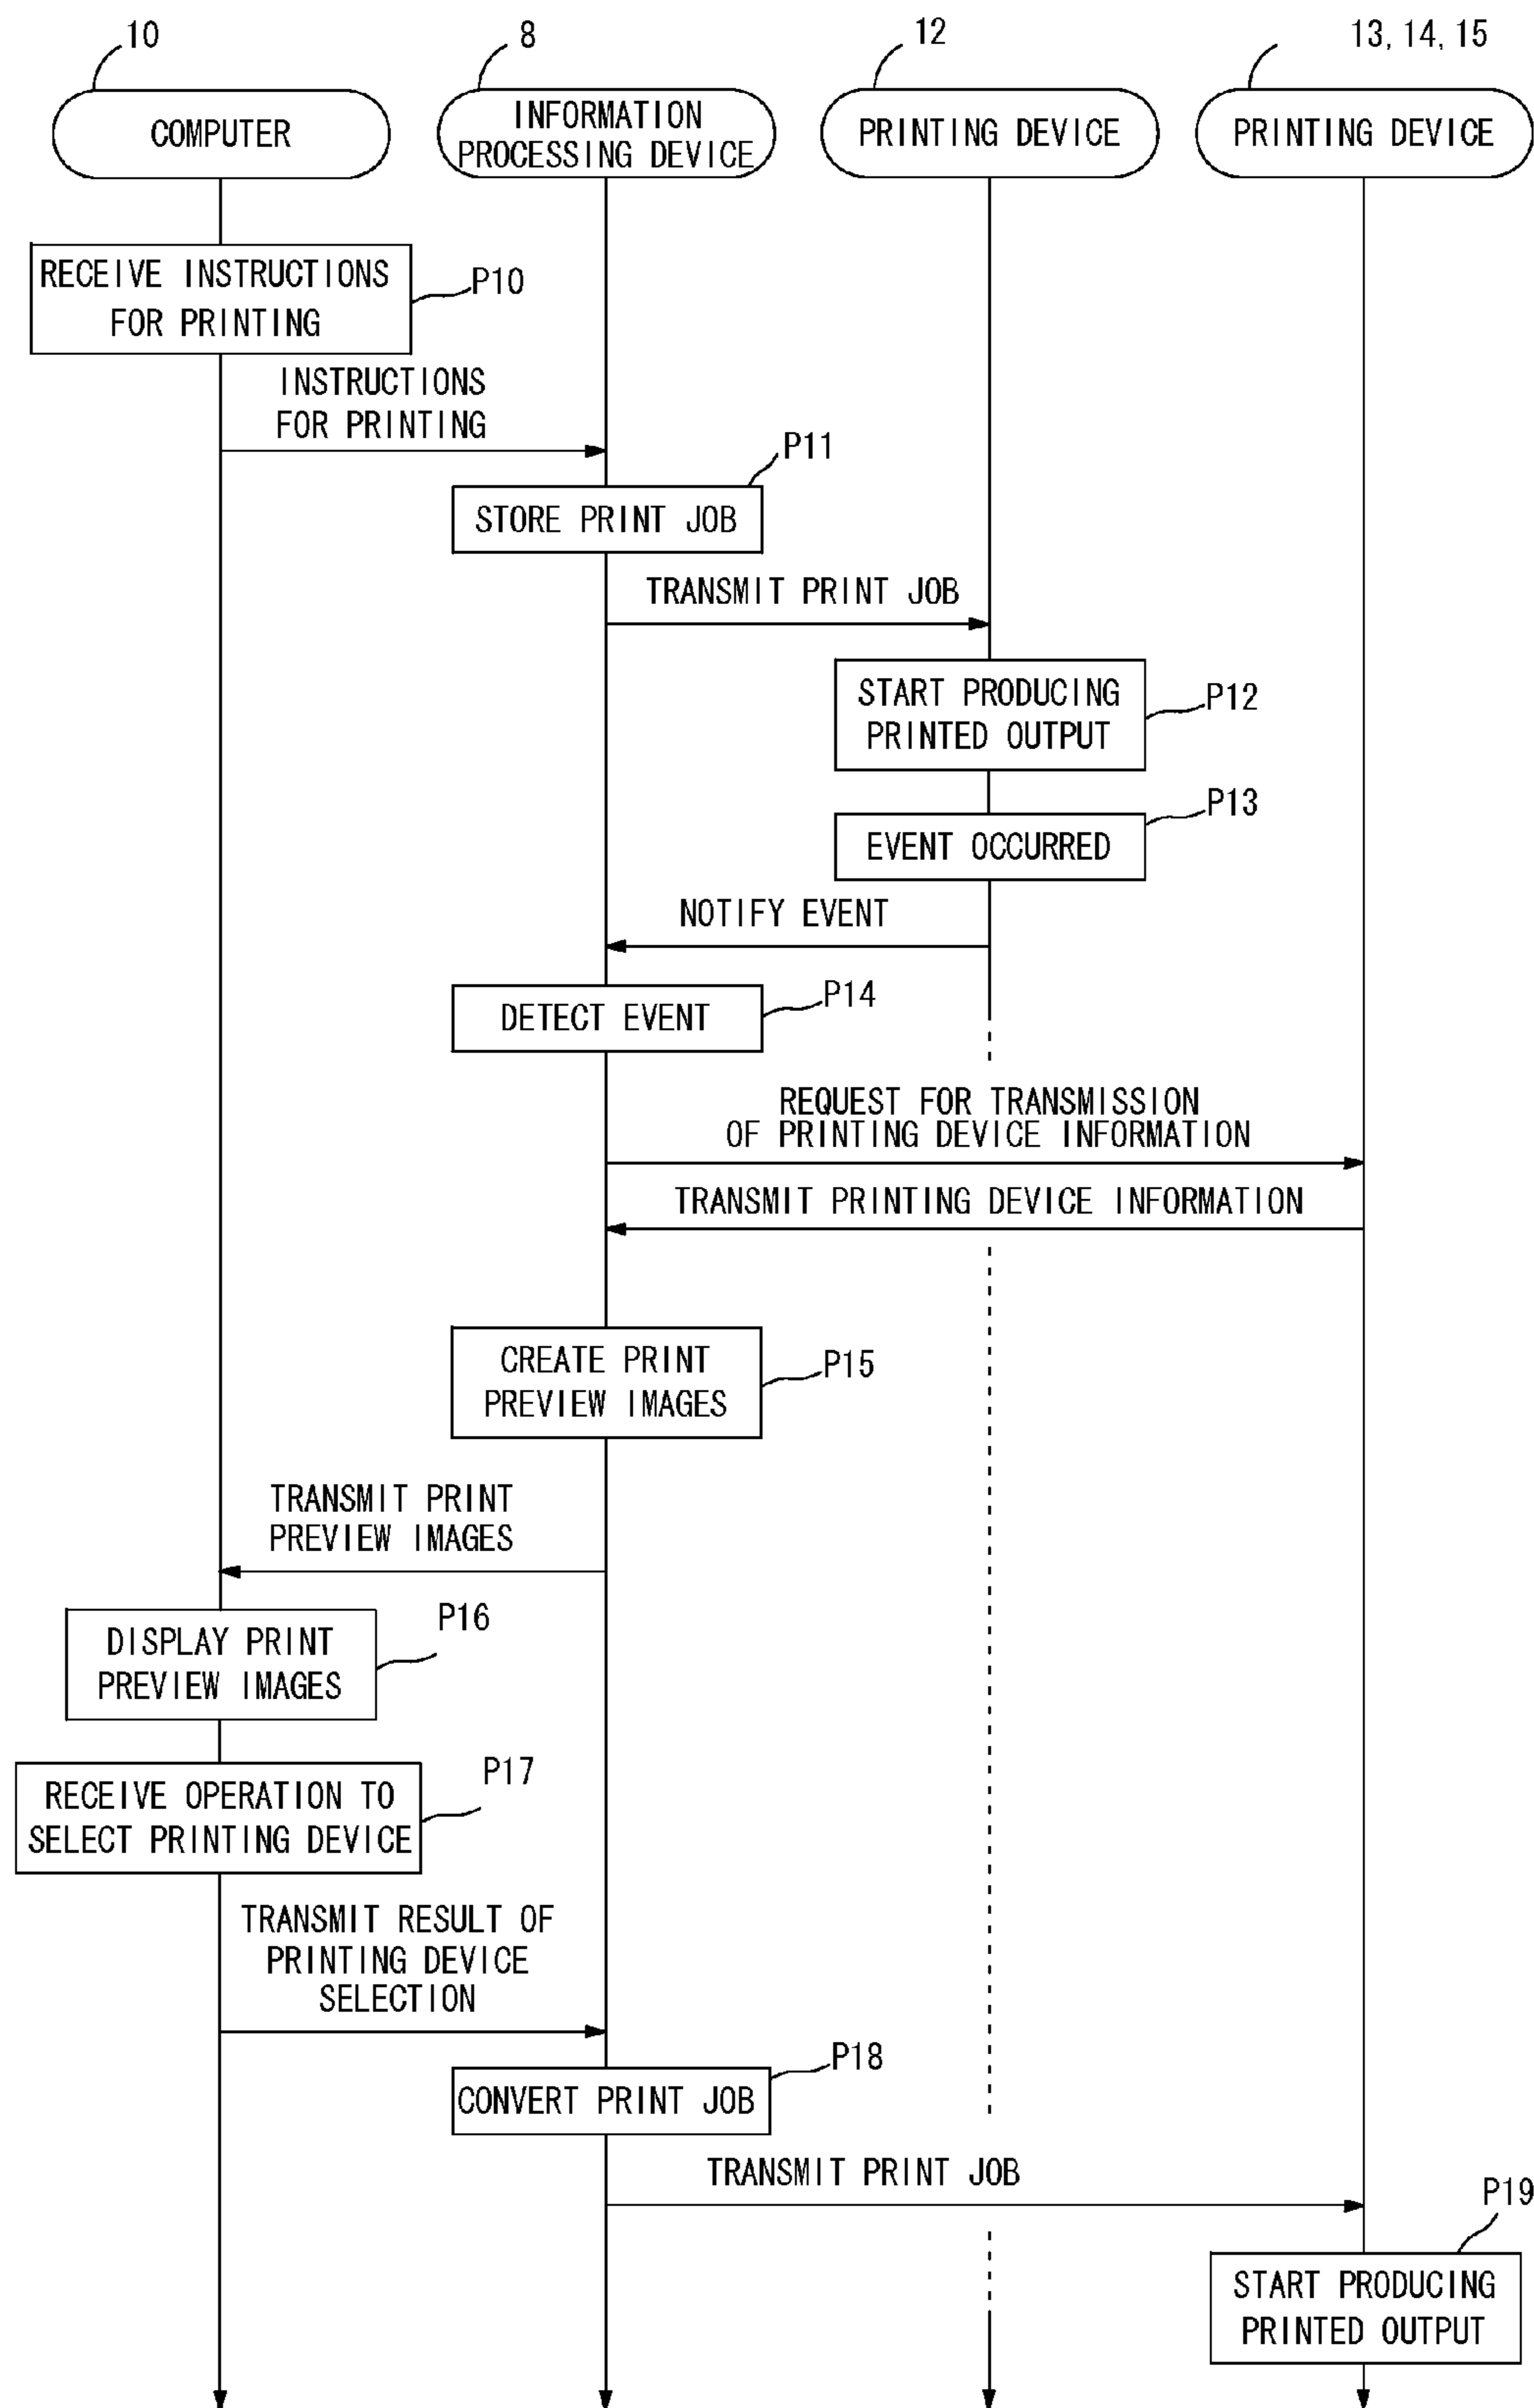 10
8
12
13, 14, 15
COMPUTER
INFORMATION
PROCESSING DEVICE
PRINTING DEVICE
PRINTING DEVICE
RECEIVE INSTRUCTIONS
FOR PRINTING
P10
INSTRUCTIONS
FOR PRINTING
P11
STORE PRINT JOB
TRANSMIT PRINT JOB
START PRODUCING
PRINTED OUTPUT
P12
P13
EVENT OCCURRED
NOTIFY EVENT
P14
DETECT EVENT
REQUEST FOR TRANSMISSION
OF PRINTING DEVICE INFORMATION
TRANSMIT PRINTING DEVICE INFORMATION
CREATE PRINT
PREVIEW IMAGES
P15
TRANSMIT PRINT
PREVIEW IMAGES
P16
DISPLAY PRINT
PREVIEW IMAGES
P17
RECEIVE OPERATION TO
SELECT PRINTING DEVICE
TRANSMIT RESULT OF
PRINTING DEVICE
SELECTION
P18
CONVERT PRINT JOB
TRANSMIT PRINT JOB
P19
START PRODUCING
PRINTED OUTPUT